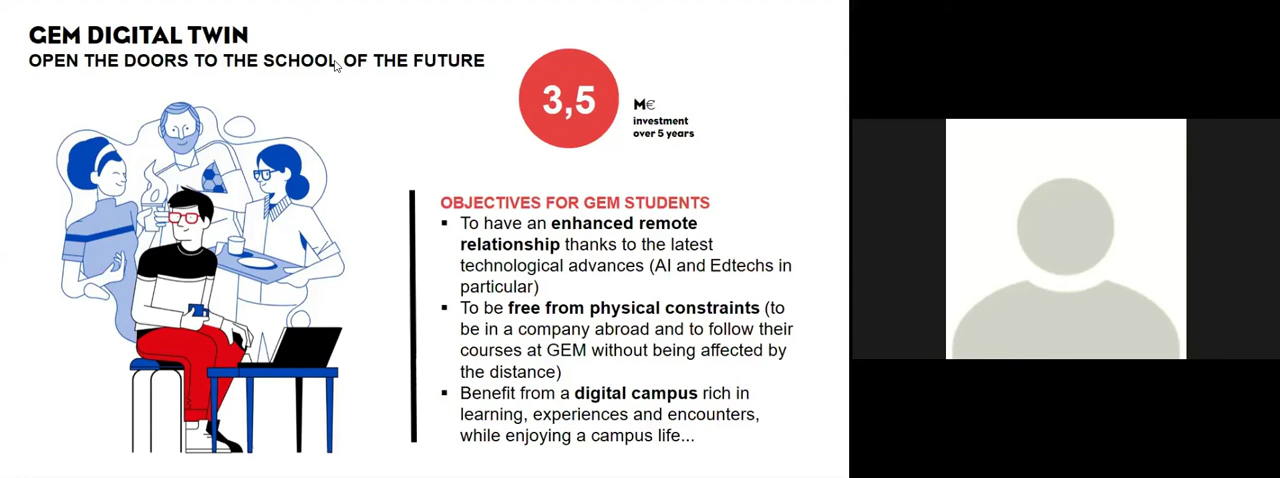 GEM DIGITAL TWIN
OPEN THE DOORS TO THE SCHOOL OF THE FUTURE
3,5
M€
investment
over 5 years
OBJECTIVES FOR GEM STUDENTS
▪ To have an enhanced remote
relationship thanks to the latest
technological advances (AI and Edtechs in
particular)
▪ To be free from physical constraints (to
be in a company abroad and to follow their
courses at GEM without being affected by
the distance)
▪ Benefit from a digital campus rich in
learning, experiences and encounters,
while enjoying a campus life...